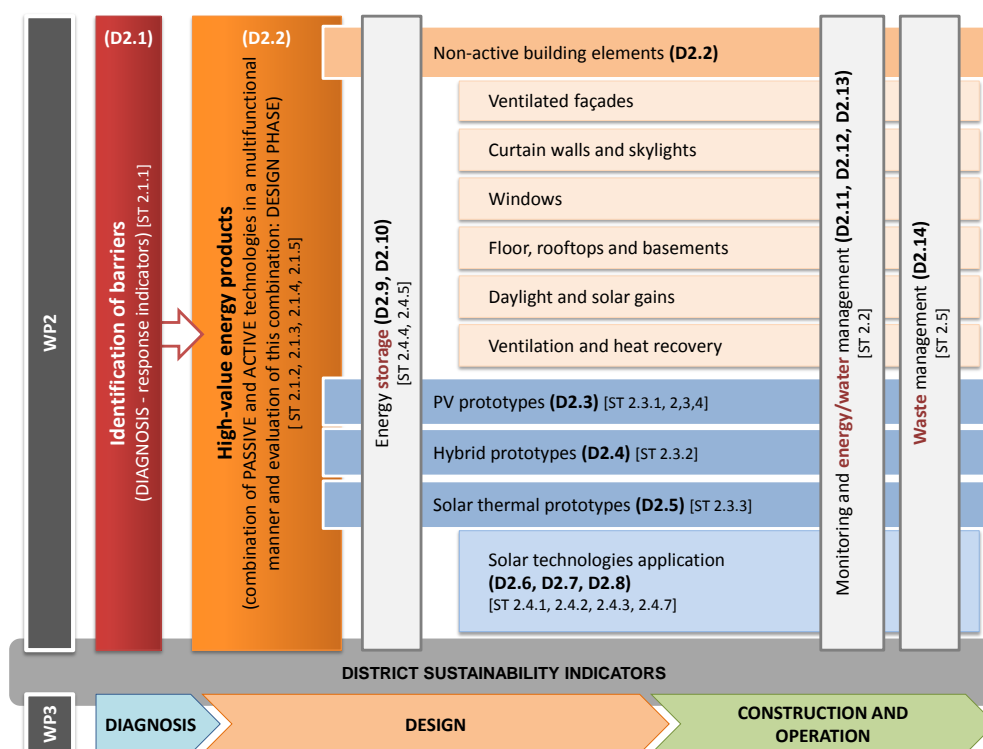 WP2
(D2.1)
Identification of barriers
(DIAGNOSIS - response indicators) [ST 2.1.1]
(D2.2)
High-value energy products
(combination of PASSIVE and ACTIVE technologies in a multifunctional
manner and evaluation of this combination: DESIGN PHASE)
[ ST 2.1.2, 2.1.3, 2.1.4, 2.1.5]
Energy storage (D2.9, D2.10)
[ST 2.4.4, 2.4.5]
Non-active building elements (D2.2)
Ventilated façades
Curtain walls and skylights
Windows
Floor, rooftops and basements
Daylight and solar gains
Ventilation and heat recovery
PV prototypes (D2.3) [ST 2.3.1, 2,3,4]
Hybrid prototypes (D2.4) [ST 2.3.2]
Solar thermal prototypes (D2.5) [ST 2.3.3]
Solar technologies application
(D2.6, D2.7, D2.8)
[ST 2.4.1, 2.4.2, 2.4.3, 2.4.7]
Monitoring and energy/water management (D2.11, D2.12, D2.13)
[ST 2.2]
Waste management (D2.14)
[ST 2.5]
DISTRICT SUSTAINABILITY INDICATORS
WP3
DIAGNOSIS
DESIGN
CONSTRUCTION AND
OPERATION